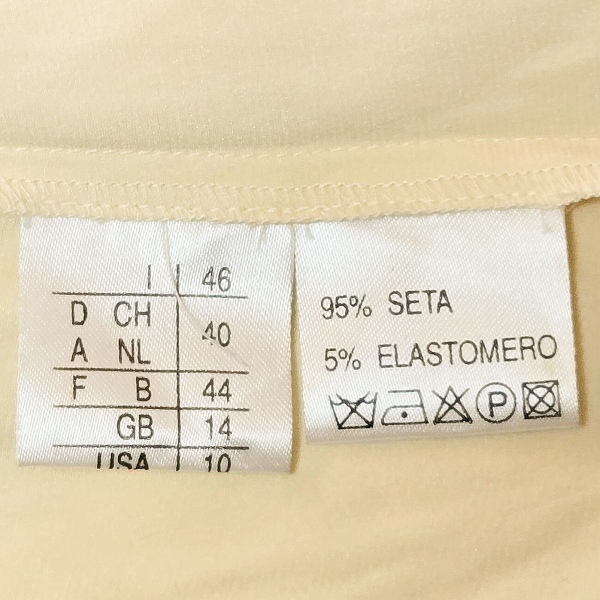 I 46
D CH
40
A NL
F B 44
GB 14
USA 10
95% SETA
5% ELASTOMERO
P